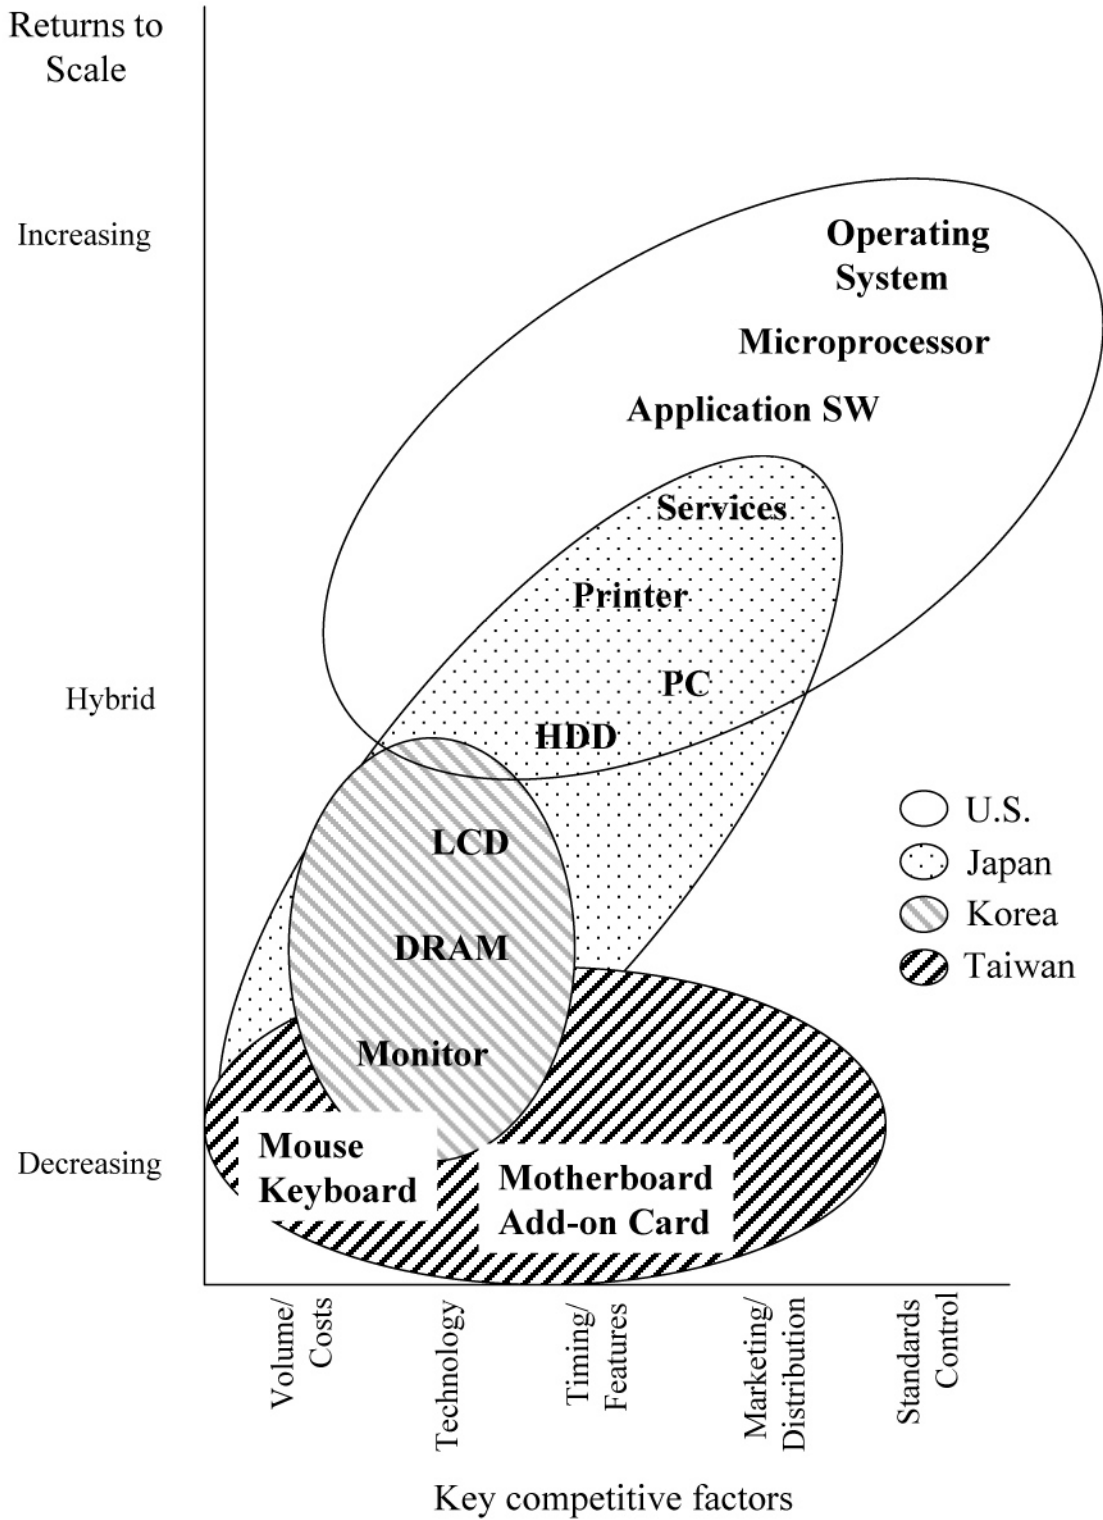 Returns to
Scale
Increasing
Hybrid
Decreasing
Operating
System
Microprocessor
Application SW
Services
Printer
PC
HDD
LCD
DRAM
Monitor
Mouse
Keyboard
Motherboard
Add-on Card
U.S.
Japan
Korea
Taiwan
Volume/
Costs
Technology
Timing/
Features
Marketing/
Distribution
Standards
Control
Key competitive factors